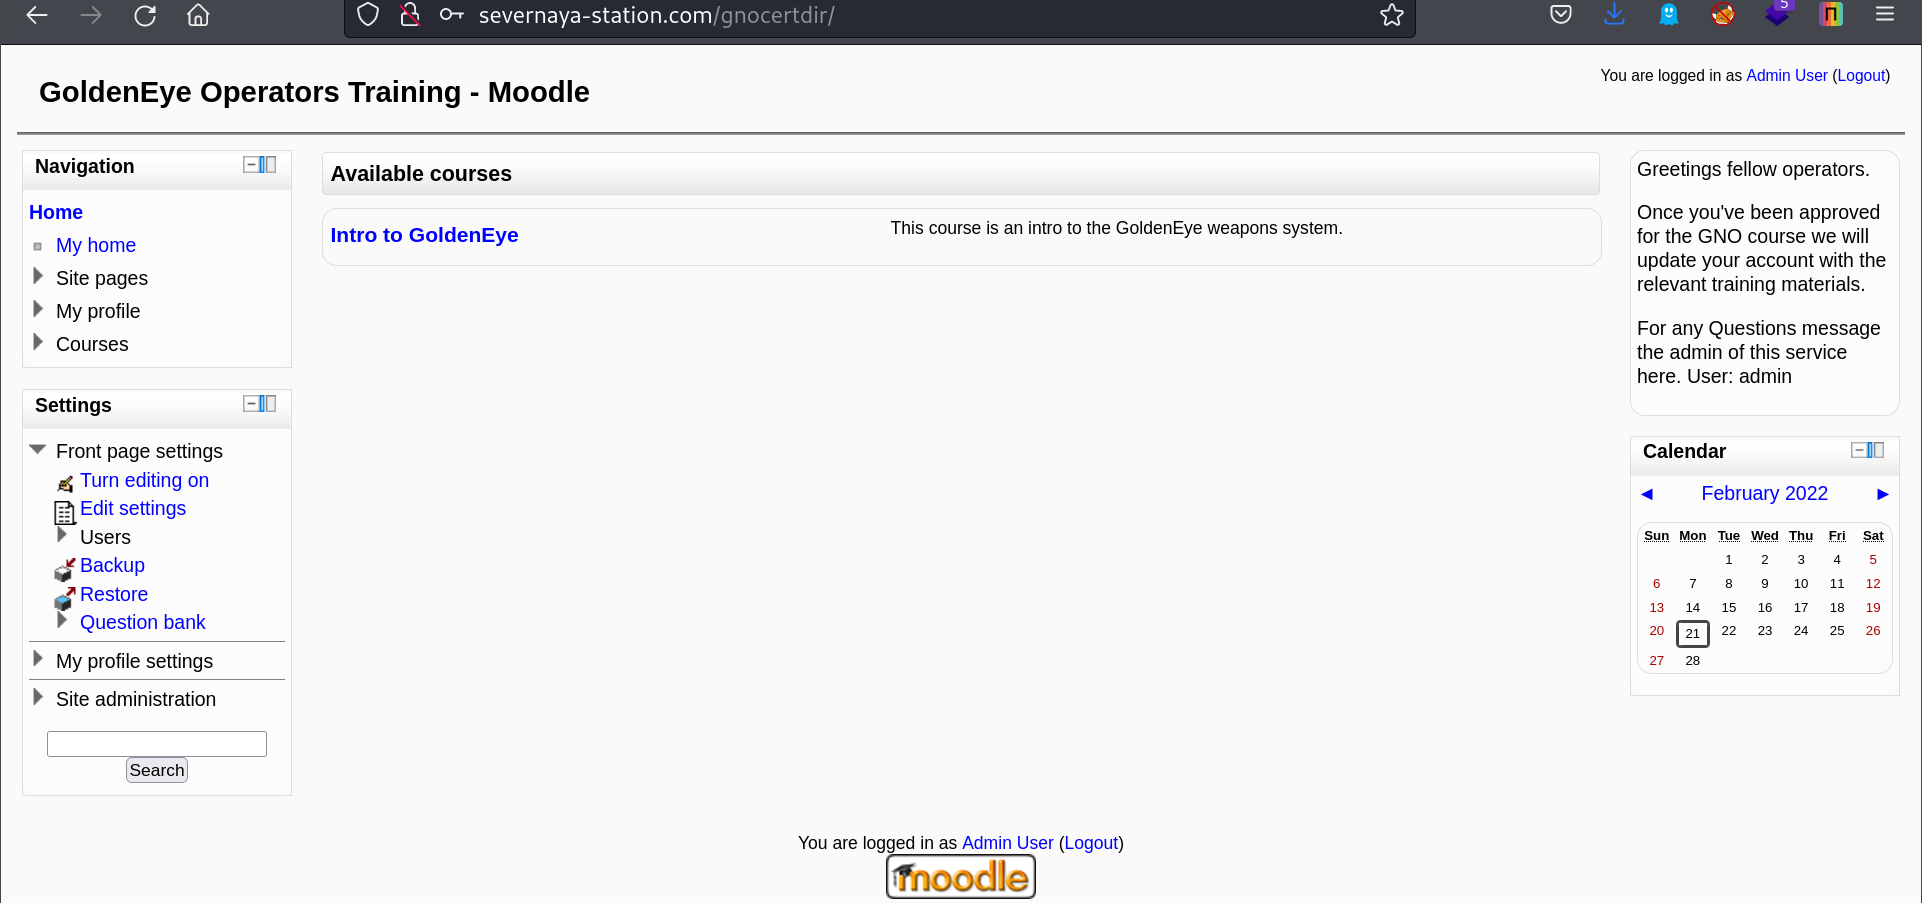 severnaya-station.com/gnocertdir/
5
GoldenEye Operators Training - Moodle
You are logged in as Admin User (Logout)
Navigation
Home
My home
Site pages
My profile
Courses
Settings
Front page settings
Turn editing on
Edit settings
Users
Backup
Restore
Question bank
My profile settings
Site administration
Search
Available courses
Intro to GoldenEye
This course is an intro to the GoldenEye weapons system.
Greetings fellow operators.
Once you've been approved
for the GNO course we will
update your account with the
relevant training materials.
For any Questions message
the admin of this service
here. User: admin
Calendar
◄ February 2022 ►
Sun Mon Tue Wed Thu Fri Sat
1 2 3 4 5
6 7 8 9 10 11 12
13 14 15 16 17 18 19
20 21 22 23 24 25 26
27 28
You are logged in as Admin User (Logout)
moodle